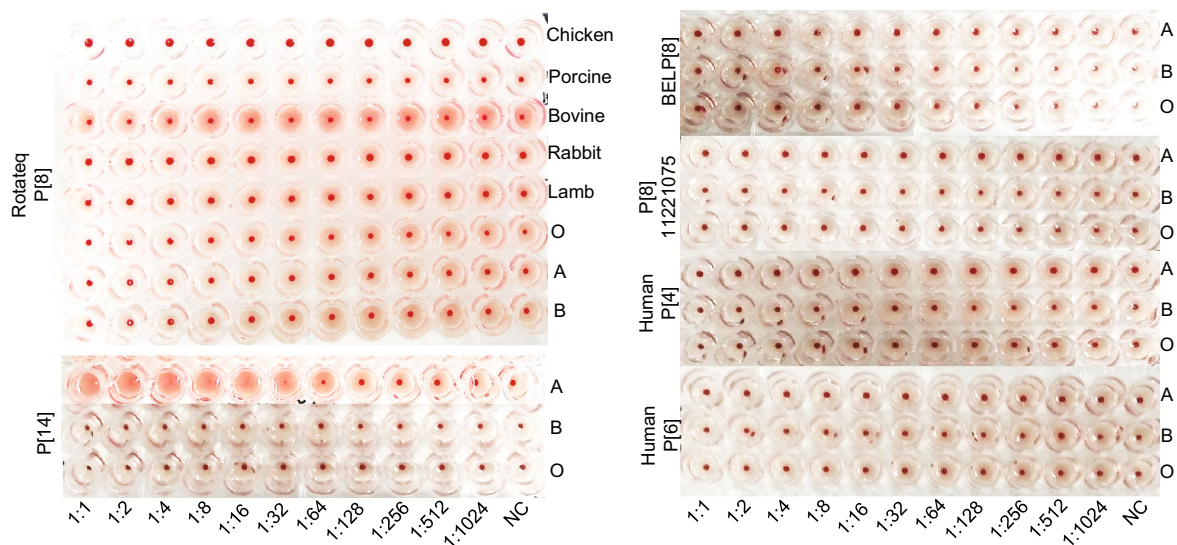 Rotateq
P[8]
Chicken
Porcine
Bovine
Rabbit
Lamb
O
A
B
P[14]
A
B
O
1:1
1:2
1:4
1:8
1:16
1:32
1:64
1:128
1:256
1:512
1:1024
NC
BELP[8]
A
B
O
P[8]
11221075
A
B
O
Human
P[4]
A
B
O
Human
P[6]
A
B
O
1:1
1:2
1:4
1:8
1:16
1:32
1:64
1:128
1:256
1:512
1:1024
NC